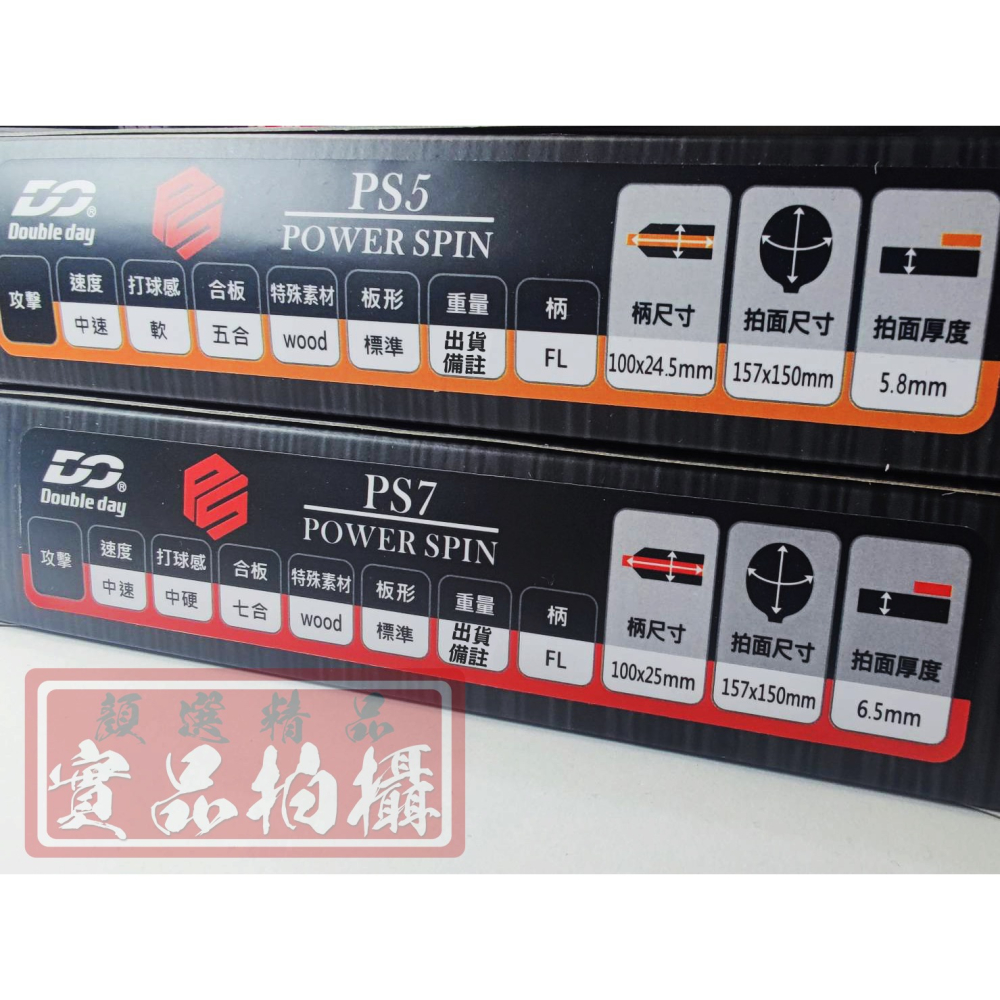 DD®
Double day
PS
PS5
POWER SPIN
攻擊
速度
中速
打球感
軟
合板
五合
特殊素材
wood
板形
標準
重量
出貨
備註
柄
FL
柄尺寸
100x24.5mm
拍面尺寸
157x150mm
拍面厚度
5.8mm
DD®
Double day
PS
PS7
POWER SPIN
攻擊
速度
中速
打球感
中硬
合板
七合
特殊素材
wood
板形
標準
重量
出貨
備註
柄
FL
柄尺寸
100x25mm
拍面尺寸
157x150mm
拍面厚度
6.5mm
顏選精品
實品拍攝